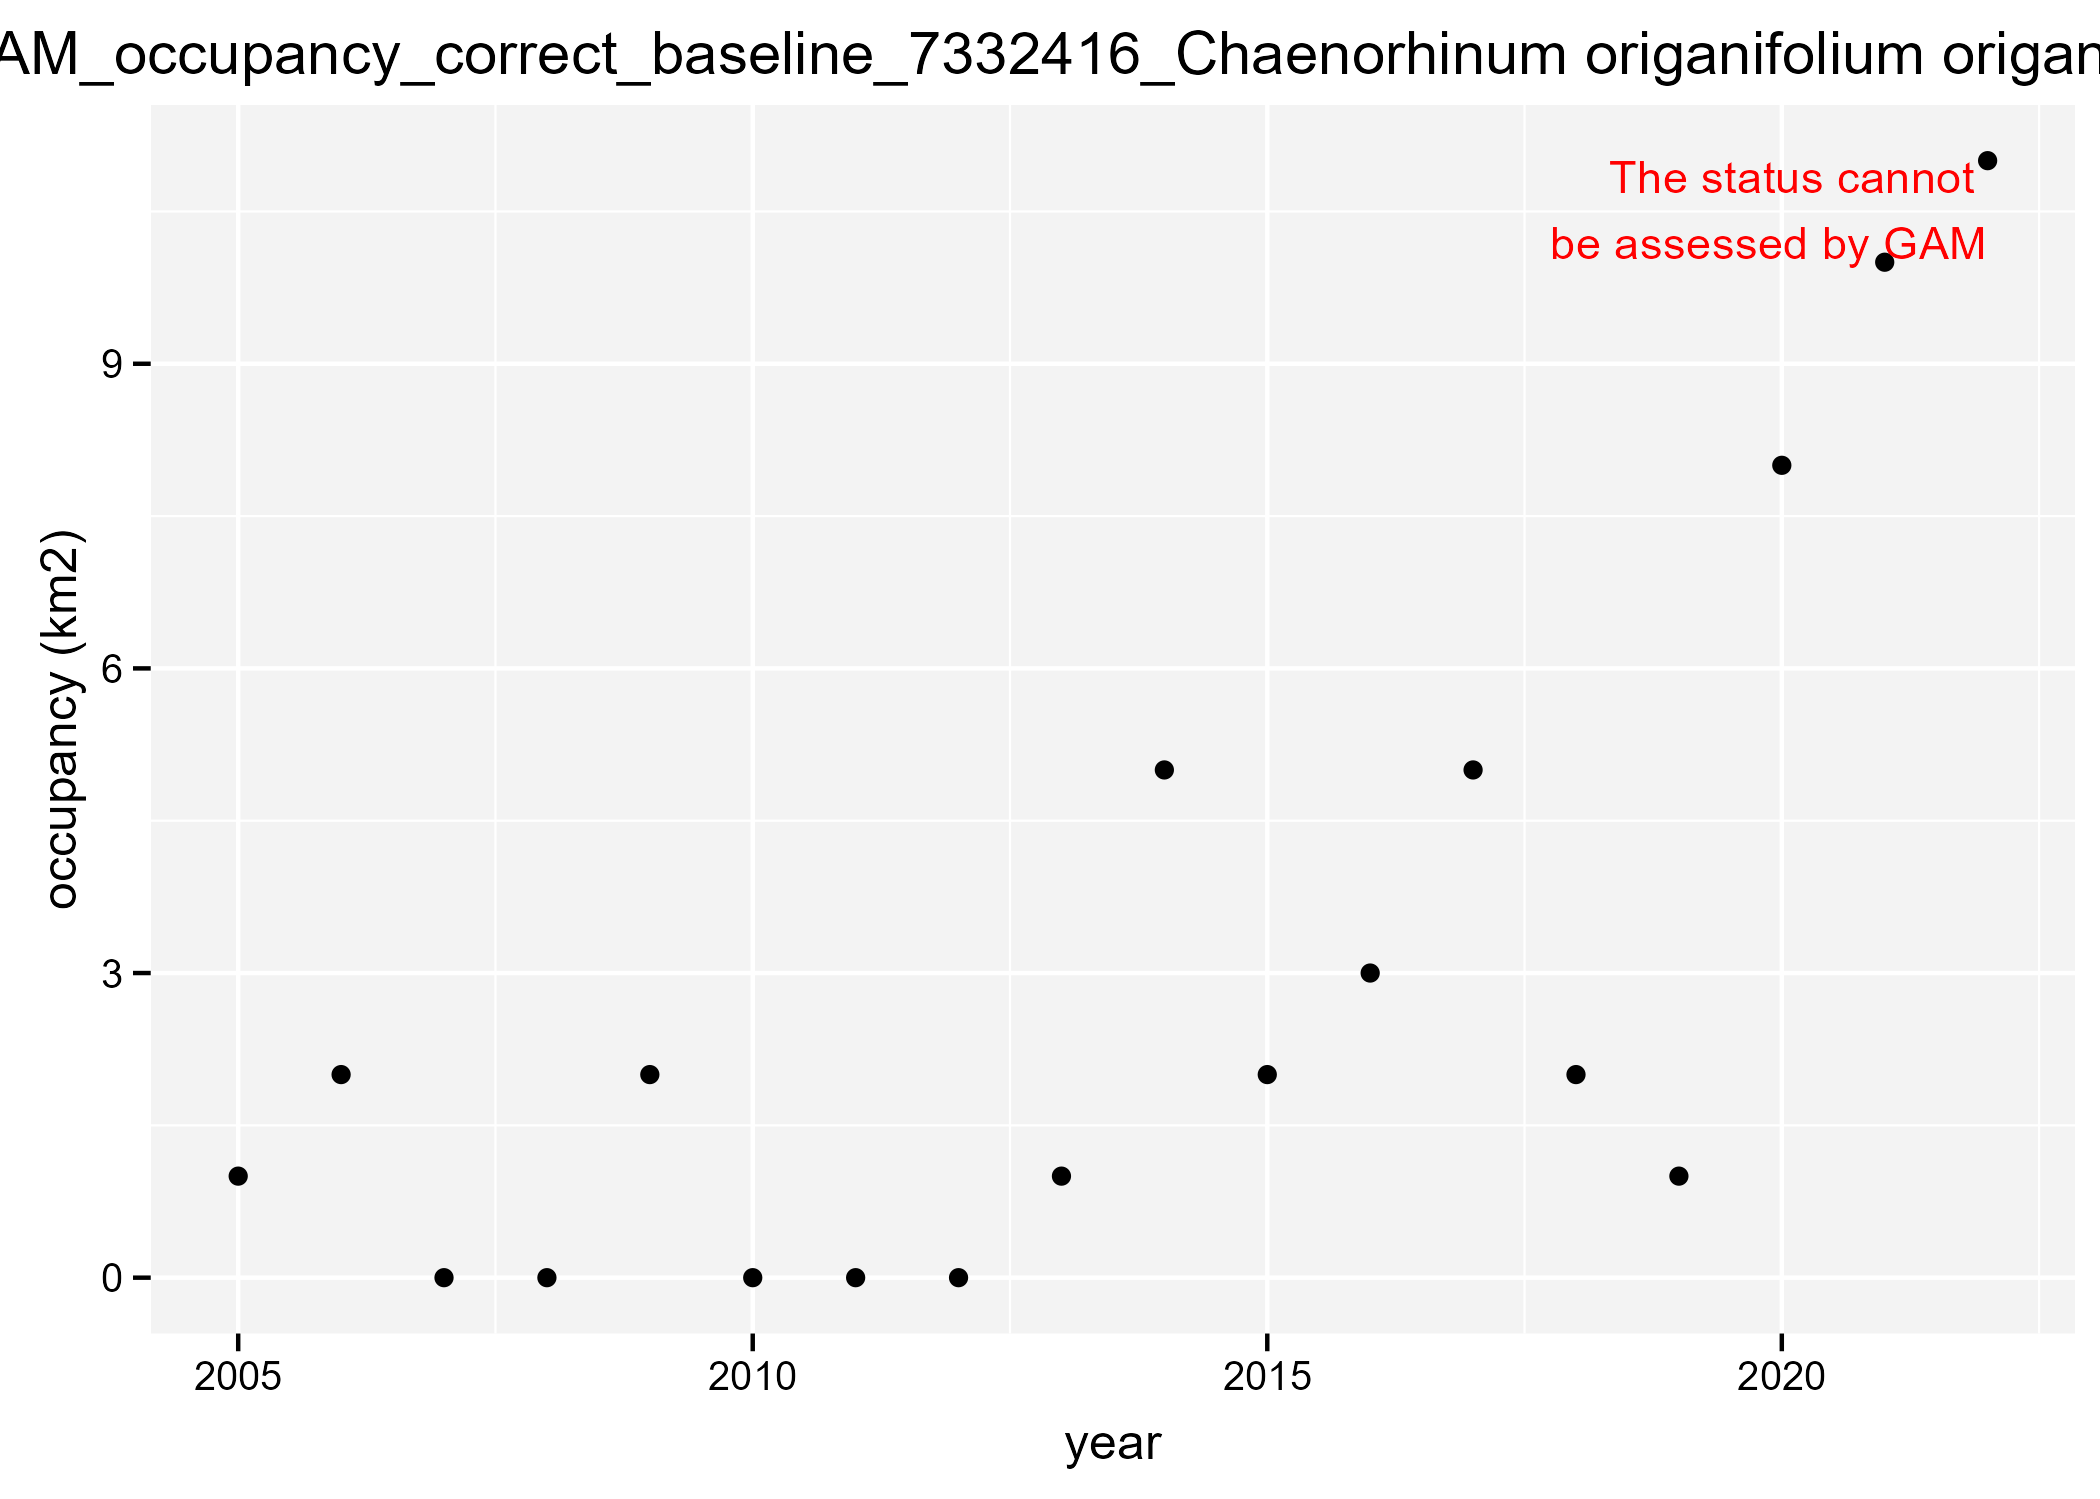 AM_occupancy_correct_baseline_7332416_Chaenorhinum origanifolium origan
The status cannot
be assessed by GAM
occupancy (km2)
9
6
3
0
2005 2010 2015 2020
year